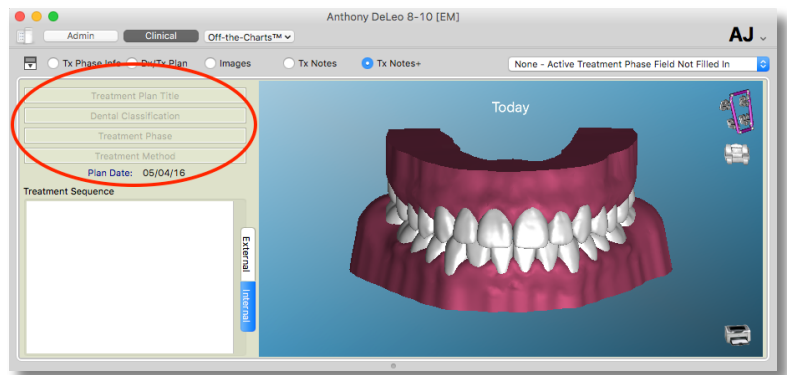 Anthony DeLeo 8-10 [EM]
Admin Clinical Off-the-Charts™ AJ
Tx Phase Info Dx/Tx Plan Images Tx Notes Tx Notes+ None - Active Treatment Phase Field Not Filled In
Treatment Plan Title
Dental Classification
Treatment Phase
Treatment Method
Plan Date: 05/04/16
Treatment Sequence
External
Internal
Today